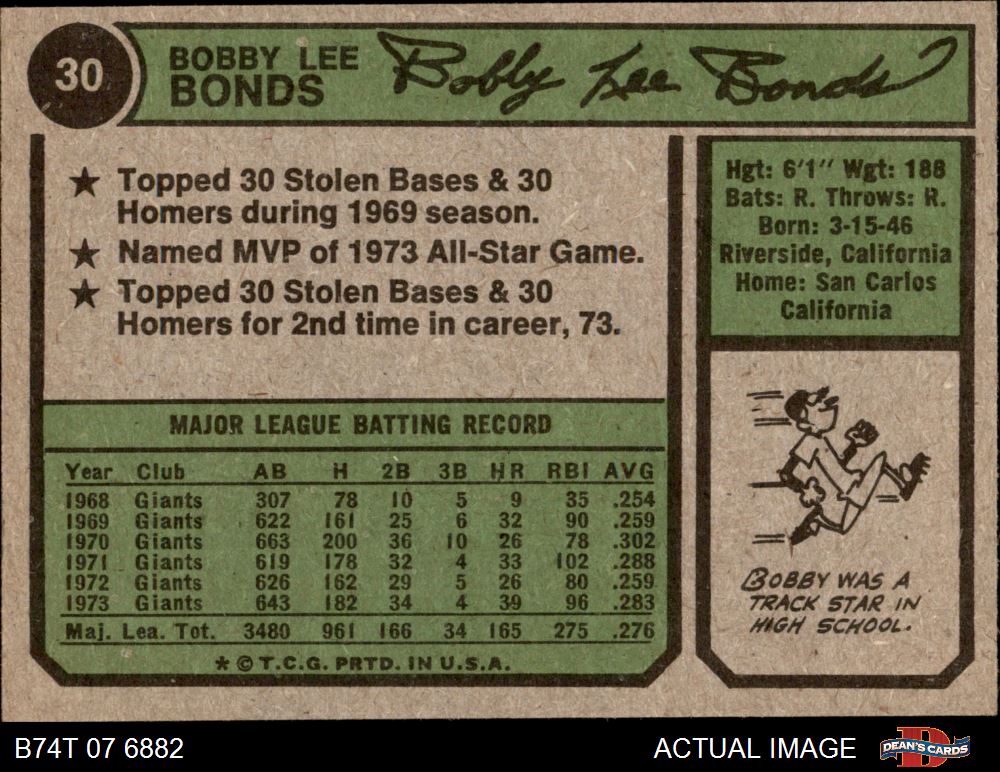 30
BOBBY LEE
BONDS
Bobby Lee Bonds
★ Topped 30 Stolen Bases & 30
Homers during 1969 season.
★ Named MVP of 1973 All-Star Game.
★ Topped 30 Stolen Bases & 30
Homers for 2nd time in career, 73.
Hgt: 6'1" Wgt: 188
Bats: R. Throws: R.
Born: 3-15-46
Riverside, California
Home: San Carlos
California
MAJOR LEAGUE BATTING RECORD
Year Club AB H 2B 3B HR RBI AVG
1968 Giants 307 78 10 5 9 35 .254
1969 Giants 622 161 25 6 32 90 .259
1970 Giants 663 200 36 10 26 78 .302
1971 Giants 619 178 32 4 33 102 .288
1972 Giants 626 162 29 5 26 80 .259
1973 Giants 643 182 34 4 39 96 .283
Maj. Lea. Tot. 3480 961 166 34 165 275 .276
* © T.C.G. PRTD. IN U.S.A.
BOBBY WAS A
TRACK STAR IN
HIGH SCHOOL.
B74T 07 6882
ACTUAL IMAGE
DEAN'S CARDS